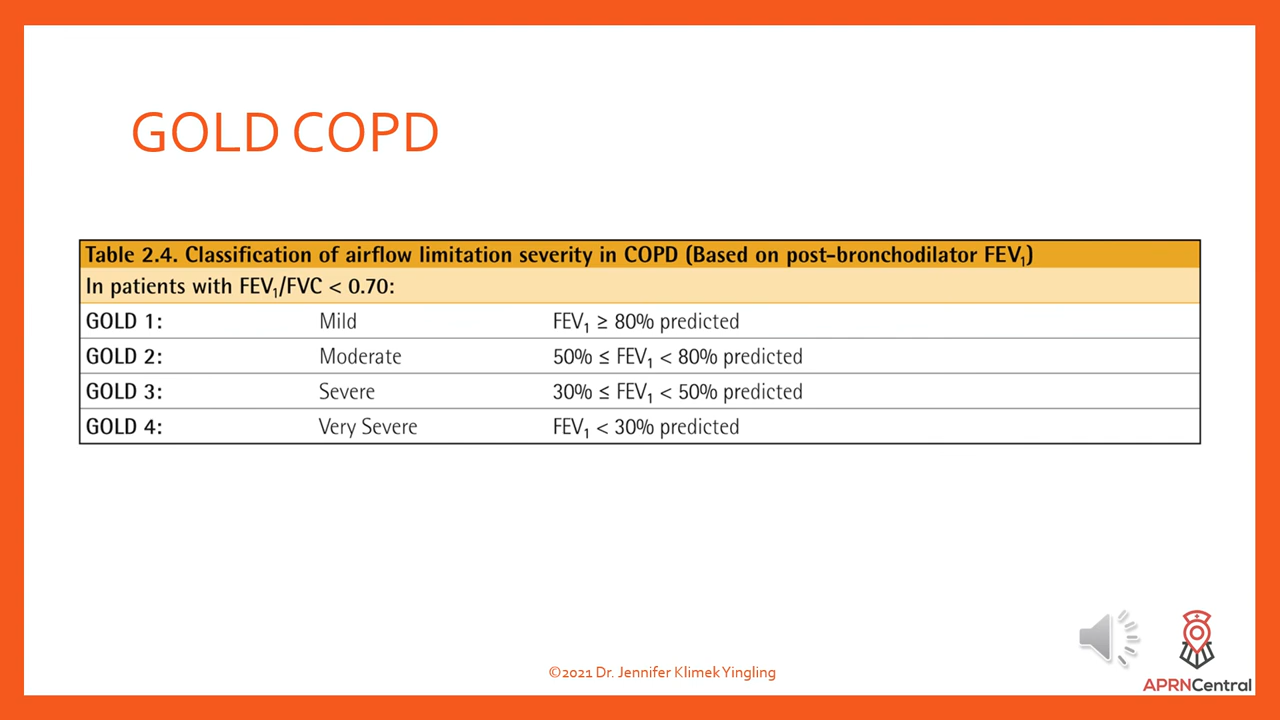 GOLD COPD
Table 2.4. Classification of airflow limitation severity in COPD (Based on post-bronchodilator FEV₁)
In patients with FEV₁/FVC < 0.70:
GOLD 1: Mild FEV₁ ≥ 80% predicted
GOLD 2: Moderate 50% ≤ FEV₁ < 80% predicted
GOLD 3: Severe 30% ≤ FEV₁ < 50% predicted
GOLD 4: Very Severe FEV₁ < 30% predicted
©2021 Dr. Jennifer Klimek Yingling
APRNCentral